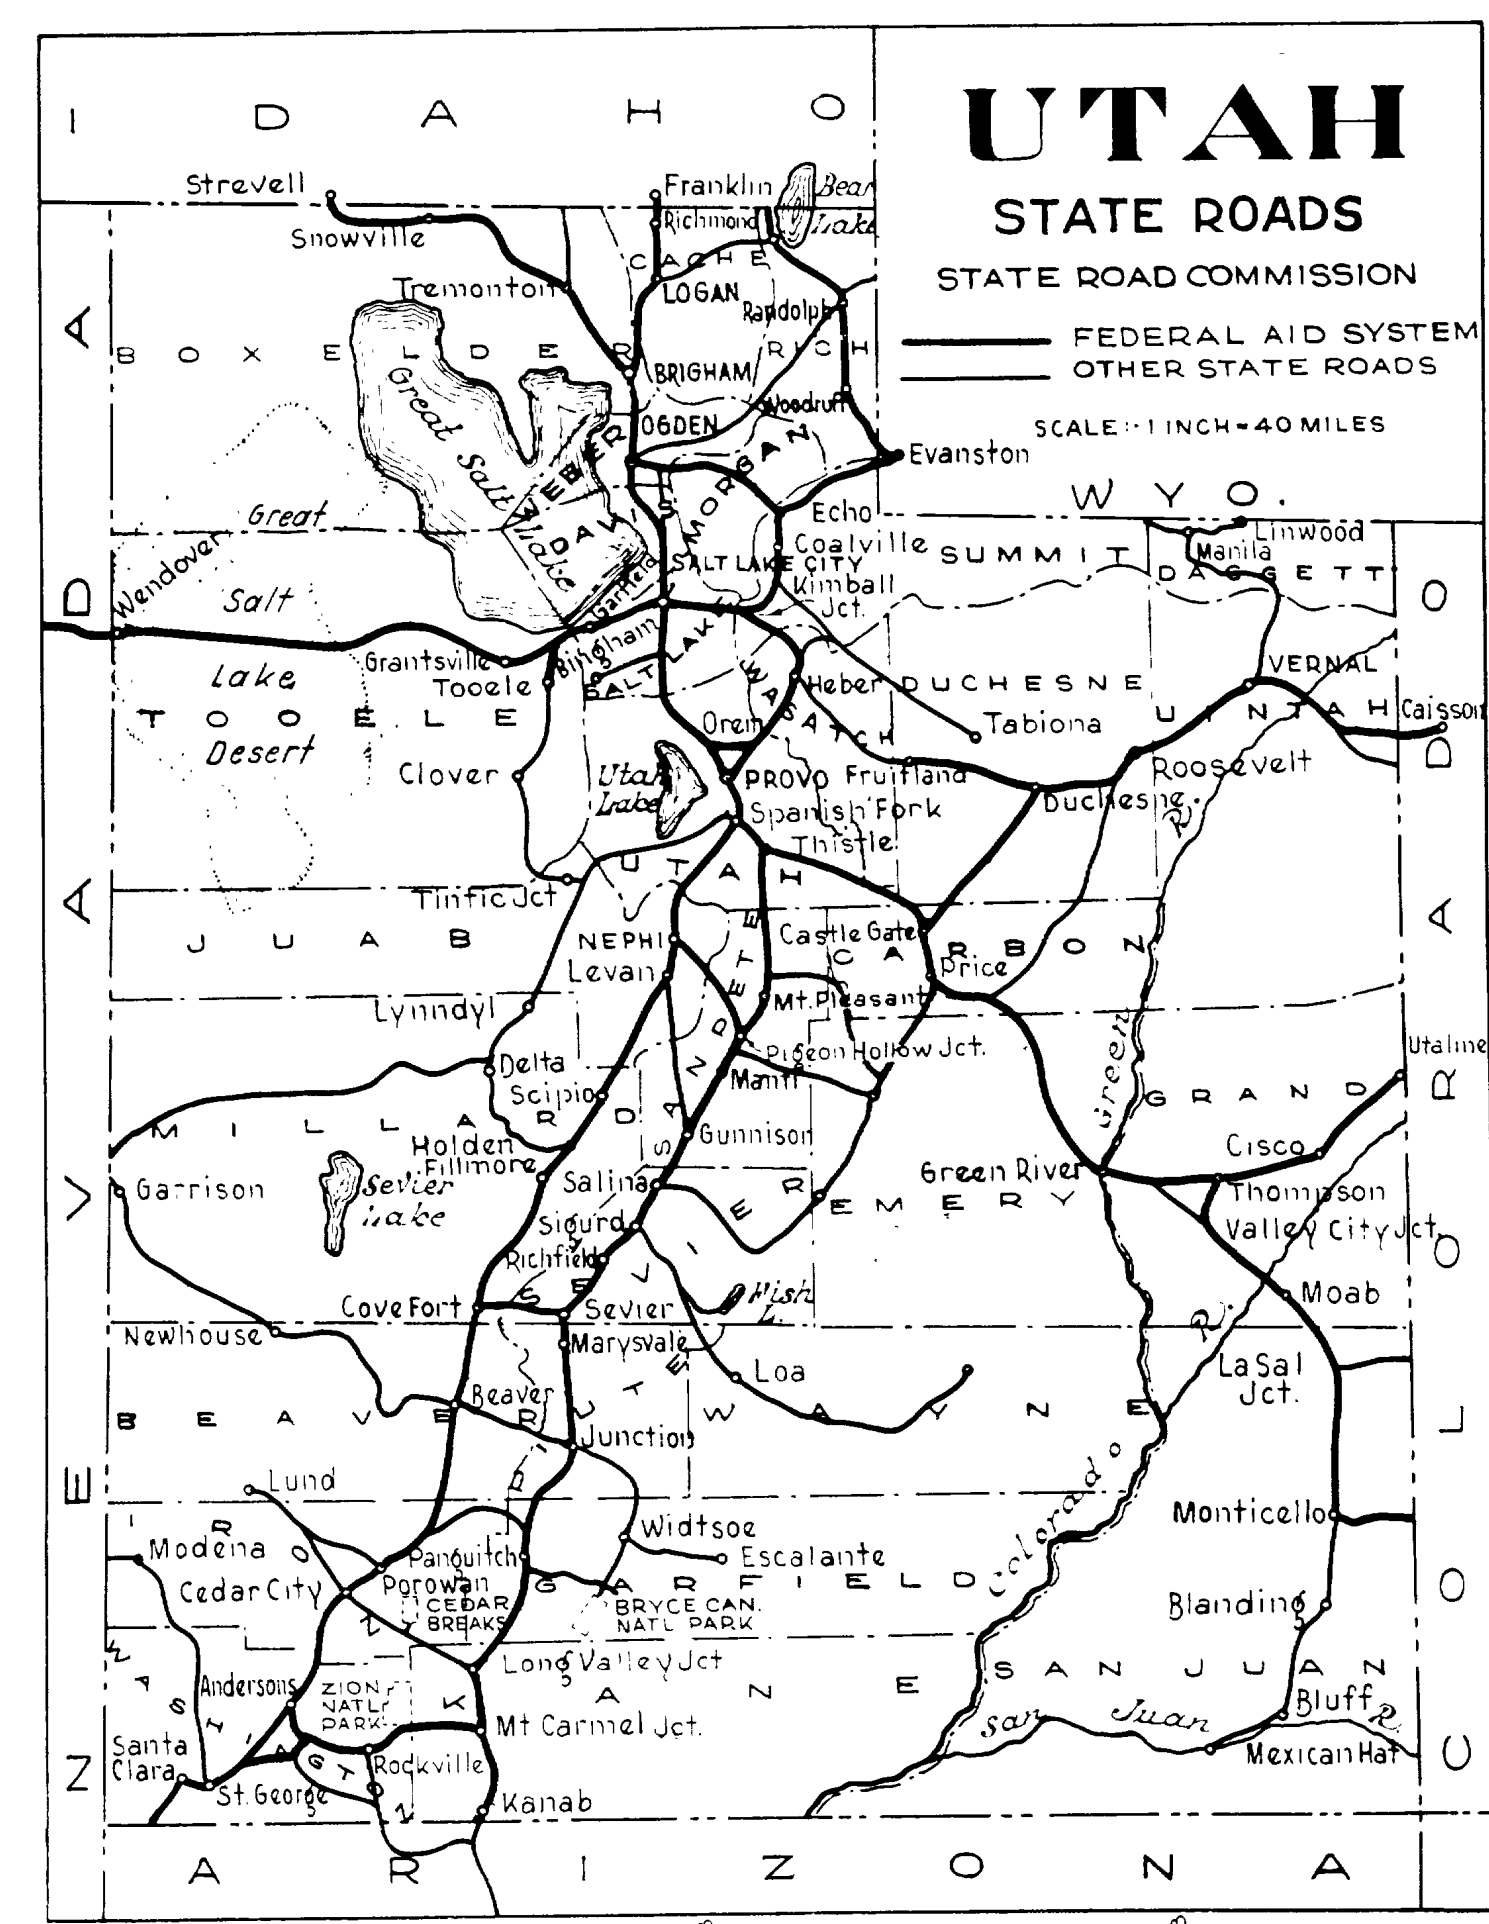 IDAHO
UTAH
STATE ROADS
STATE ROAD COMMISSION
FEDERAL AID SYSTEM
OTHER STATE ROADS
SCALE:- 1 INCH = 40 MILES
Strevell
Franklin
Bear
Lake
Richmond
Snowville
CACHE
Tremonton
LOGAN
Randolph
BOX ELDER
RICH
BRIGHAM
Great Salt Lake
Woodruff
OGDEN
WEBER
MORGAN
Evanston
WYO.
Great
Salt
Lake
Desert
DAVIS
Echo
Coalville
SUMMIT
Linwood
Manila
DAGGETT
Wendover
SALT LAKE CITY
Kimball
Jct.
Garfield
Bingham
SALT LAKE
Grantsville
Tooele
TOOELE
WASATCH
Heber
DUCHESNE
VERNAL
UINTAH
Caisson
Orem
Tabiona
Clover
Utah
Lake
PROVO
Fruitland
Roosevelt
Duchesne
Spanish Fork
Thistle
UTAH
Tintic Jct
JUAB
NEPHI
Castle Gate
CARBON
Levan
Price
Lynndyl
Mt. Pleasant
SANPETE
Pigeon Hollow Jct.
Utaline
Delta
Manti
Scipio
Green R.
GRAND
MILLARD
Gunnison
Cisco
Holden
Fillmore
Green River
Garrison
Sevier
Lake
Salina
EMERY
Thompson
Sigurd
Valley City Jct.
Richfield
SEVIER
Fish
L.
Moab
Cove Fort
Sevier
Newhouse
Marysvale
R.
Loa
La Sal
Jct.
Beaver
BEAVER
PIUTE
WAYNE
Junction
Lund
Colorado
Monticello
IRON
Widtsoe
Modena
Panguitch
Escalante
Cedar City
Porowan
GARFIELD
CEDAR
BREAKS
BRYCE CAN.
NATL PARK
Blanding
Long Valley Jct
SAN JUAN
Andersons
ZION
NATL
PARK
KANE
Bluff
San Juan R.
WASHINGTON
Mt Carmel Jct.
Mexican Hat
Santa
Clara
Rockville
St. George
Kanab
NEVADA
COLORADO
ARIZONA